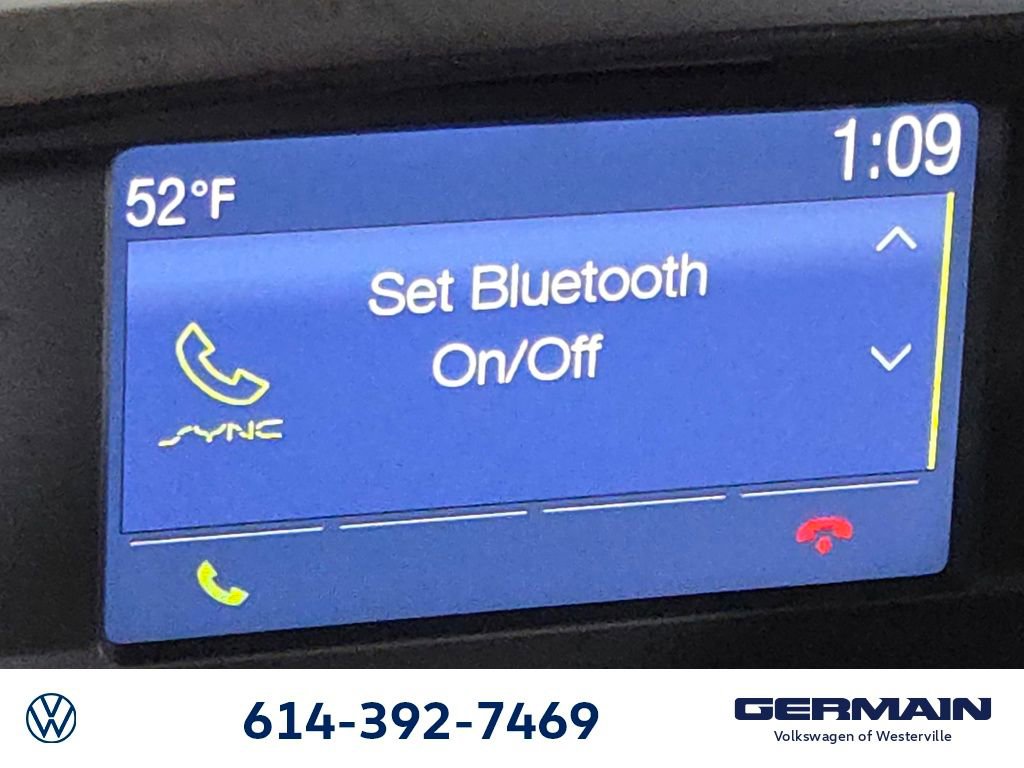 52°F
1:09
Set Bluetooth
On/Off
SYNC
614-392-7469
GERMAIN
Volkswagen of Westerville